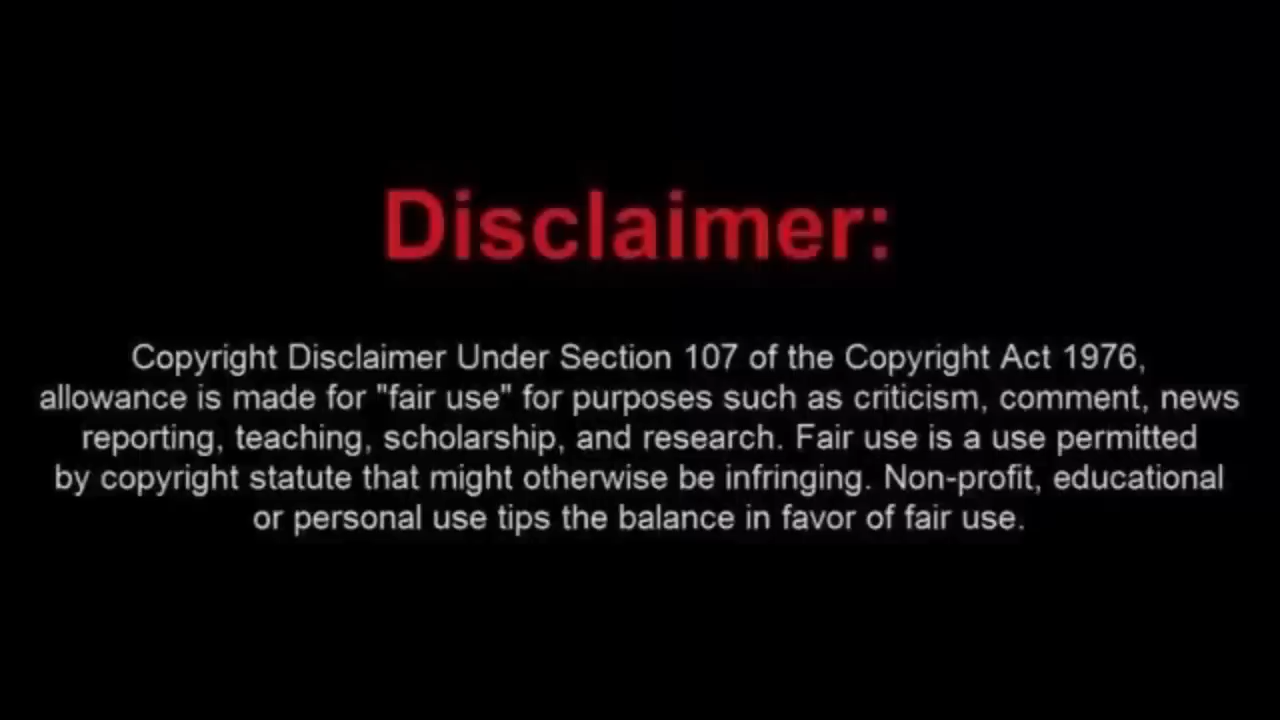 Disclaimer:
Copyright Disclaimer Under Section 107 of the Copyright Act 1976,
allowance is made for "fair use" for purposes such as criticism, comment, news
reporting, teaching, scholarship, and research. Fair use is a use permitted
by copyright statute that might otherwise be infringing. Non-profit, educational
or personal use tips the balance in favor of fair use.